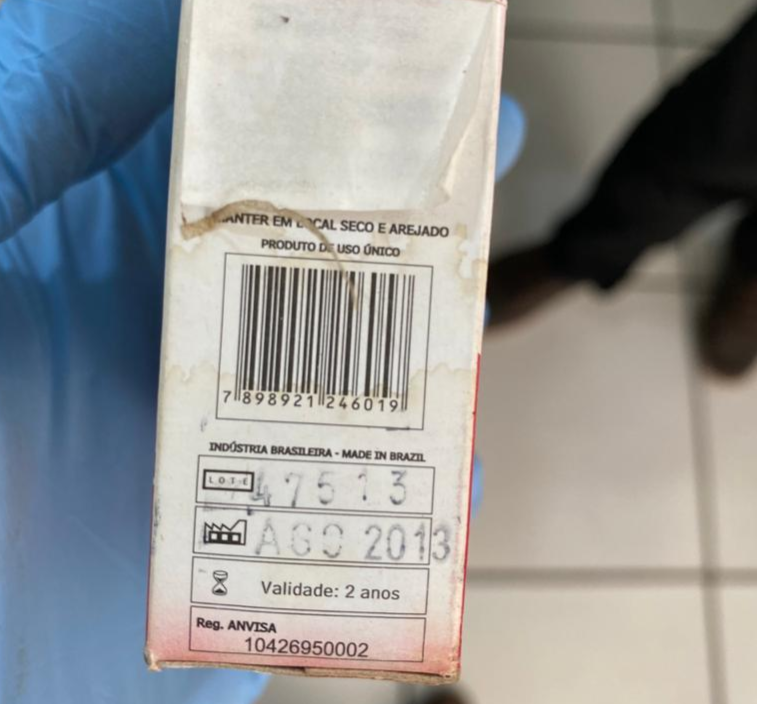 MANTER EM LOCAL SECO E AREJADO
PRODUTO DE USO ÚNICO
7 898921 246019
INDÚSTRIA BRASILEIRA - MADE IN BRAZIL
LOTE 47513
AGO 2013
Validade: 2 anos
Reg. ANVISA
10426950002